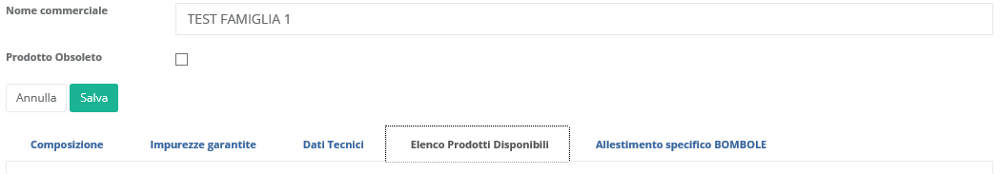 Nome commerciale TEST FAMIGLIA 1
Prodotto Obsoleto
Annulla Salva
Composizione Impurezze garantite Dati Tecnici Elenco Prodotti Disponibili Allestimento specifico BOMBOLE